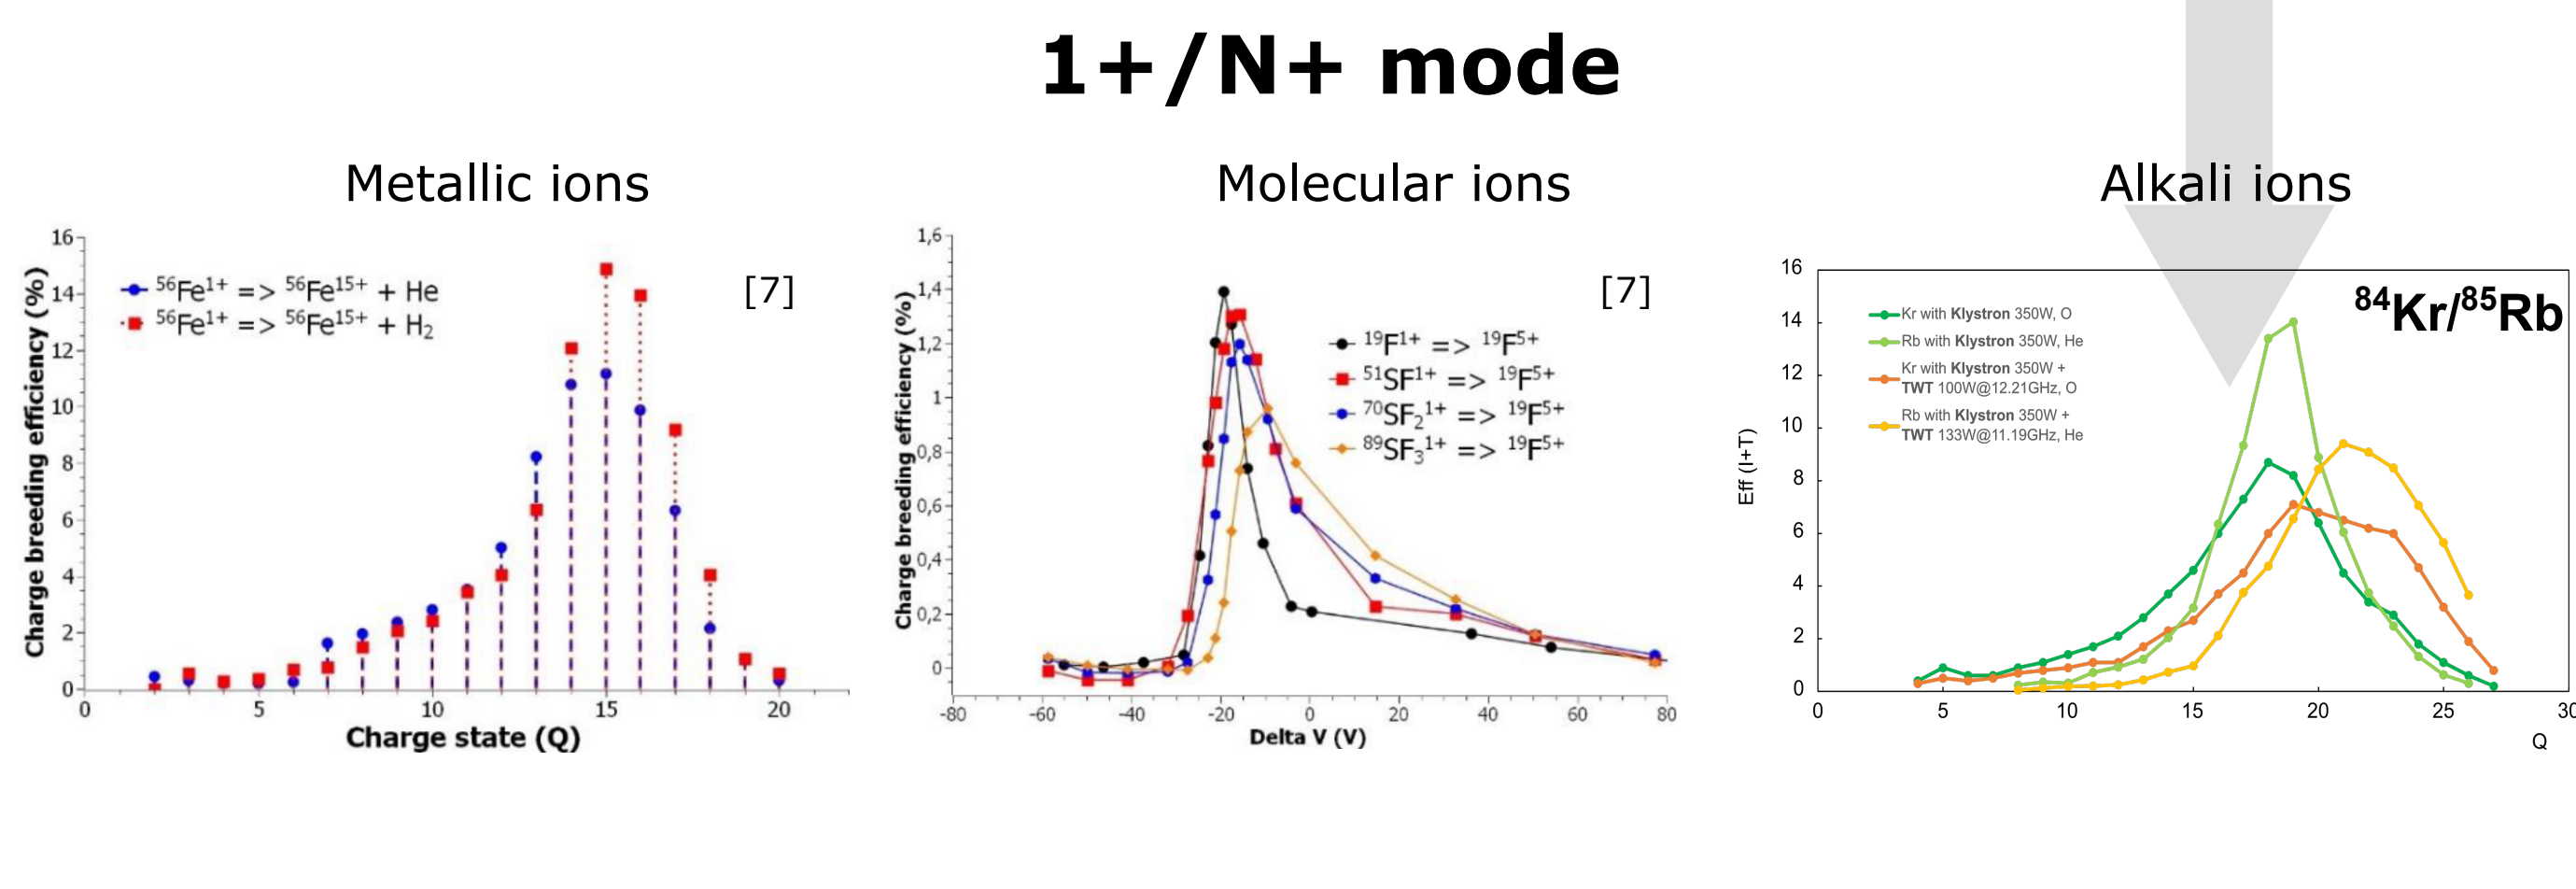 1+/N+ mode
Metallic ions
16
14
12
10
8
6
4
2
0
0
5
10
15
20
Charge breeding efficiency (%)
Charge state (Q)
⁵⁶Fe¹⁺ => ⁵⁶Fe¹⁵⁺ + He
⁵⁶Fe¹⁺ => ⁵⁶Fe¹⁵⁺ + H₂
[7]
Molecular ions
1,6
1,4
1,2
1
0,8
0,6
0,4
0,2
0
-80
-60
-40
-20
0
20
40
60
80
Charge breeding efficiency (%)
Delta V (V)
¹⁹F¹⁺ => ¹⁹F⁵⁺
⁵¹SF¹⁺ => ¹⁹F⁵⁺
⁷⁰SF₂¹⁺ => ¹⁹F⁵⁺
⁸⁹SF₃¹⁺ => ¹⁹F⁵⁺
[7]
Alkali ions
16
14
12
10
8
6
4
2
0
0
5
10
15
20
25
30
Eff (I+T)
Q
Kr with Klystron 350W, O
Rb with Klystron 350W, He
Kr with Klystron 350W +
TWT 100W@12.21GHz, O
Rb with Klystron 350W +
TWT 133W@11.19GHz, He
⁸⁴Kr/⁸⁵Rb